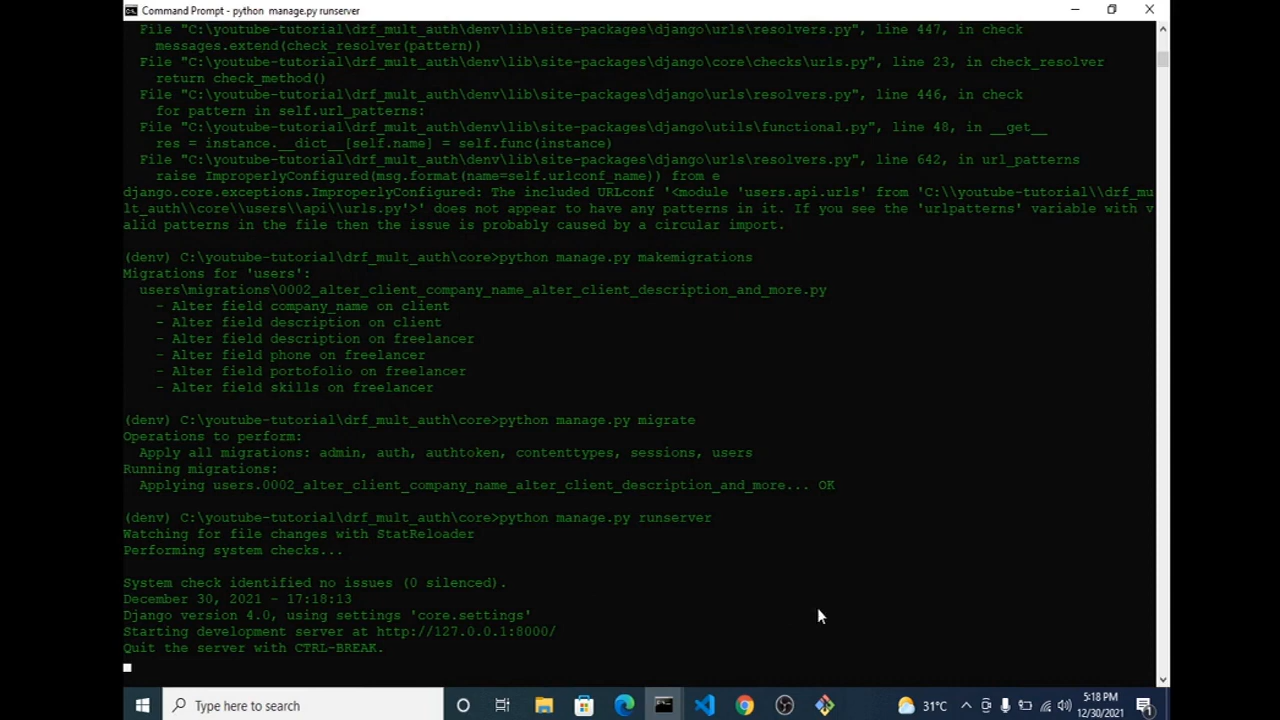 Command Prompt - python  manage.py runserver
File "C:\youtube-tutorial\drf_mult_auth\denv\lib\site-packages\django\urls\resolvers.py", line 447, in check
messages.extend(check_resolver(pattern))
File "C:\youtube-tutorial\drf_mult_auth\denv\lib\site-packages\django\core\checks\urls.py", line 23, in check_resolver
return check_method()
File "C:\youtube-tutorial\drf_mult_auth\denv\lib\site-packages\django\urls\resolvers.py", line 446, in check
for pattern in self.url_patterns:
File "C:\youtube-tutorial\drf_mult_auth\denv\lib\site-packages\django\utils\functional.py", line 48, in __get__
res = instance.__dict__[self.name] = self.func(instance)
File "C:\youtube-tutorial\drf_mult_auth\denv\lib\site-packages\django\urls\resolvers.py", line 642, in url_patterns
raise ImproperlyConfigured(msg.format(name=self.urlconf_name)) from e
django.core.exceptions.ImproperlyConfigured: The included URLconf '<module 'users.api.urls' from 'C:\\youtube-tutorial\\drf_mu
lt_auth\\core\\users\\api\\urls.py'>' does not appear to have any patterns in it. If you see the 'urlpatterns' variable with v
alid patterns in the file then the issue is probably caused by a circular import.
(denv) C:\youtube-tutorial\drf_mult_auth\core>python manage.py makemigrations
Migrations for 'users':
users\migrations\0002_alter_client_company_name_alter_client_description_and_more.py
- Alter field company_name on client
- Alter field description on client
- Alter field description on freelancer
- Alter field phone on freelancer
- Alter field portofolio on freelancer
- Alter field skills on freelancer
(denv) C:\youtube-tutorial\drf_mult_auth\core>python manage.py migrate
Operations to perform:
Apply all migrations: admin, auth, authtoken, contenttypes, sessions, users
Running migrations:
Applying users.0002_alter_client_company_name_alter_client_description_and_more... OK
(denv) C:\youtube-tutorial\drf_mult_auth\core>python manage.py runserver
Watching for file changes with StatReloader
Performing system checks...
System check identified no issues (0 silenced).
December 30, 2021 - 17:18:13
Django version 4.0, using settings 'core.settings'
Starting development server at http://127.0.0.1:8000/
Quit the server with CTRL-BREAK.
Type here to search
31°C
5:18 PM
12/30/2021
1